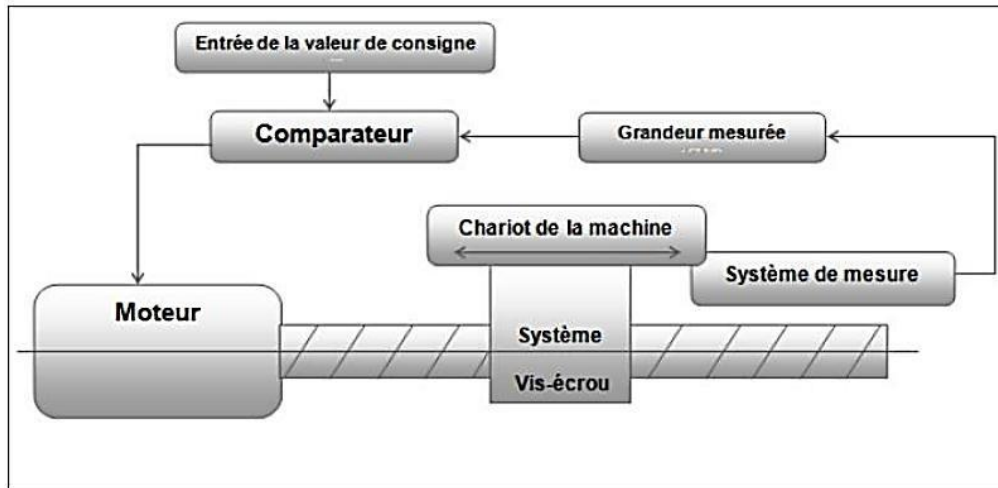 Entrée de la valeur de consigne
Comparateur
Grandeur mesurée
Chariot de la machine
Système de mesure
Moteur
Système
Vis-écrou